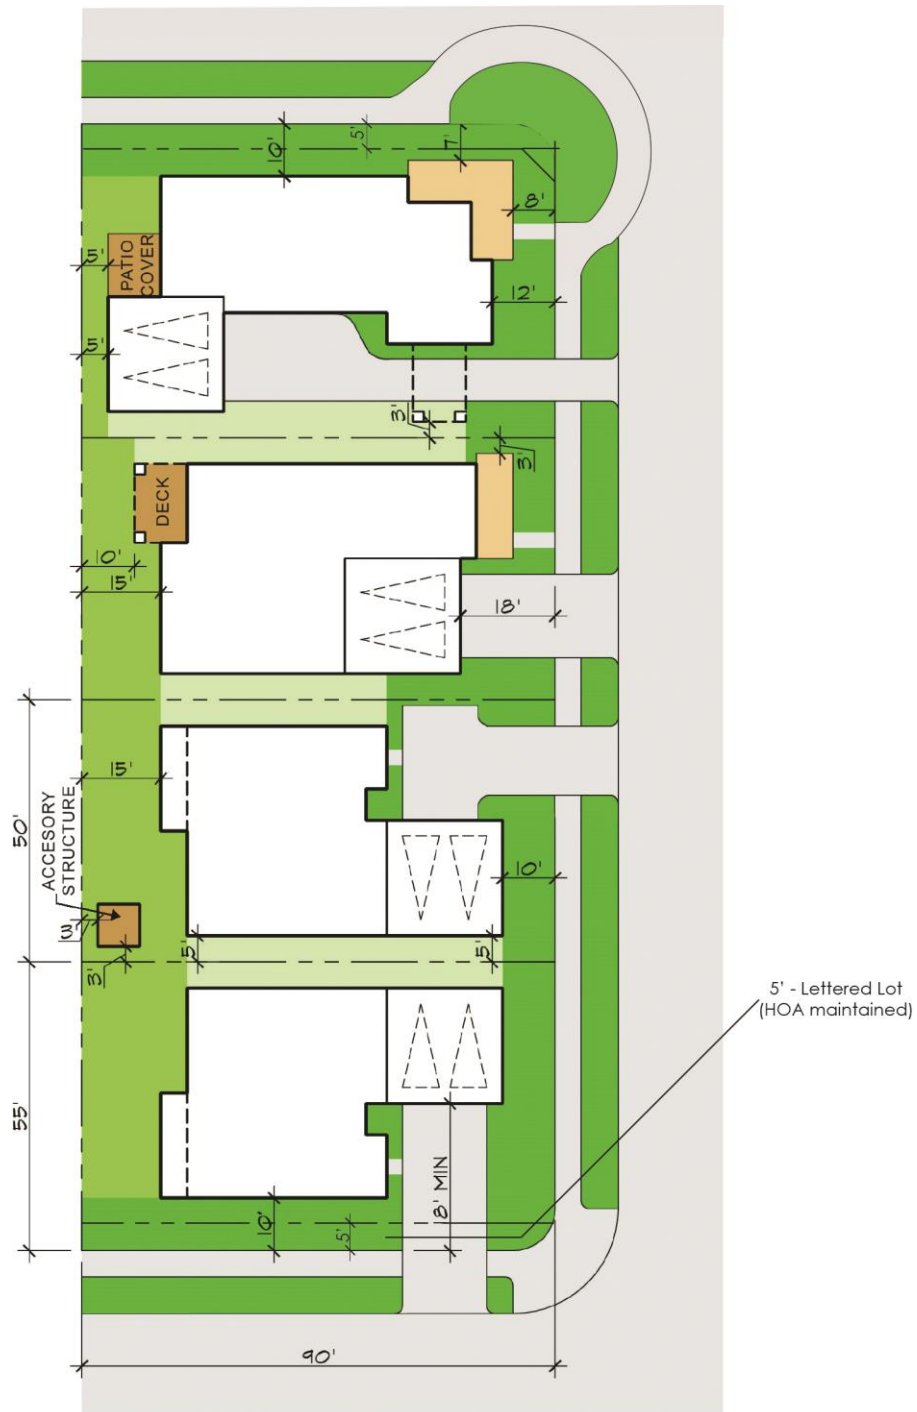 10'
5'
7'
8'
5'
PATIO
COVER
12'
5'
3'
3'
DECK
10'
15'
18'
15'
50'
ACCESORY
STRUCTURE
10'
3'
3'
5'
5'
5' - Lettered Lot
(HOA maintained)
55'
8' MIN
10'
5'
90'